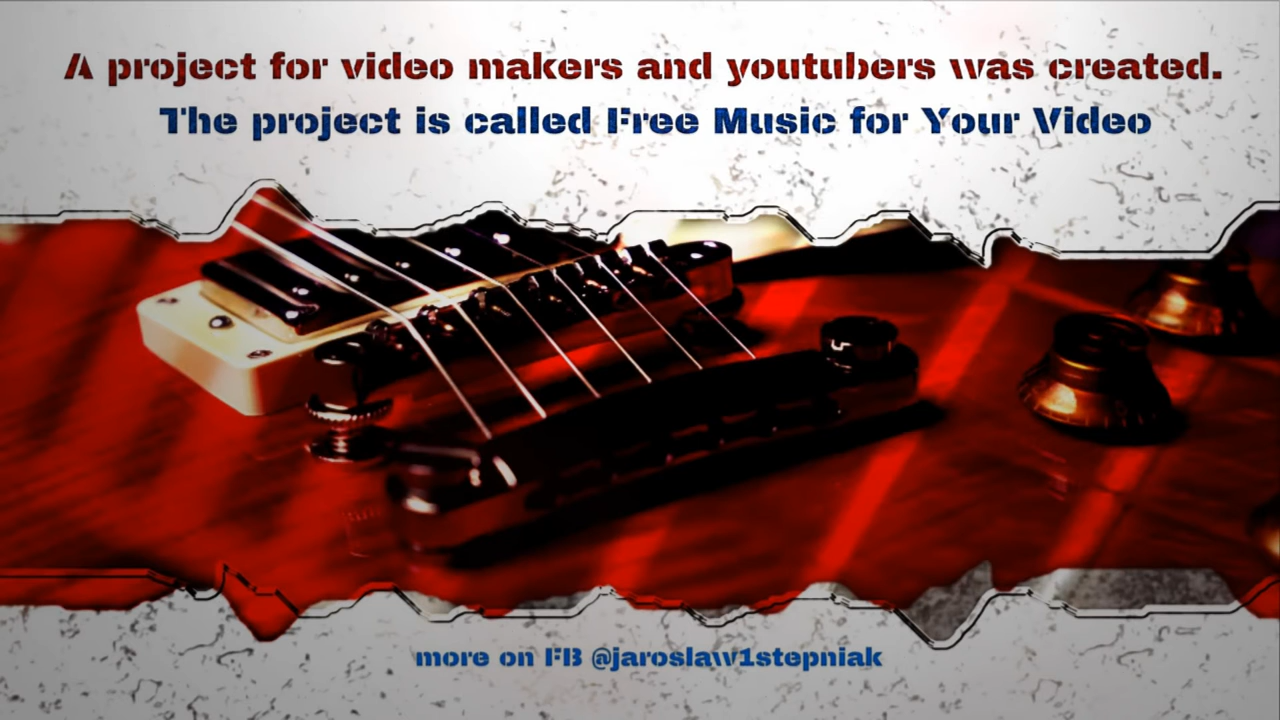 A project for video makers and youtubers was created.
The project is called Free Music for Your Video
more on FB @jaroslaw1stepniak